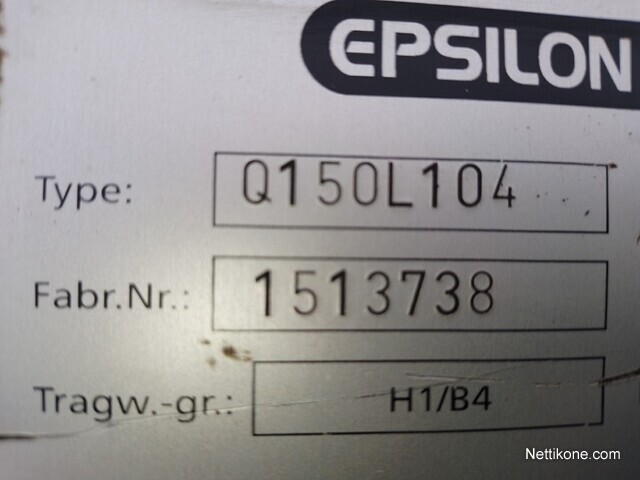 EPSILON
Type: Q150L104
Fabr.Nr.: 1513738
Tragw.-gr.: H1/B4
Nettikone.com